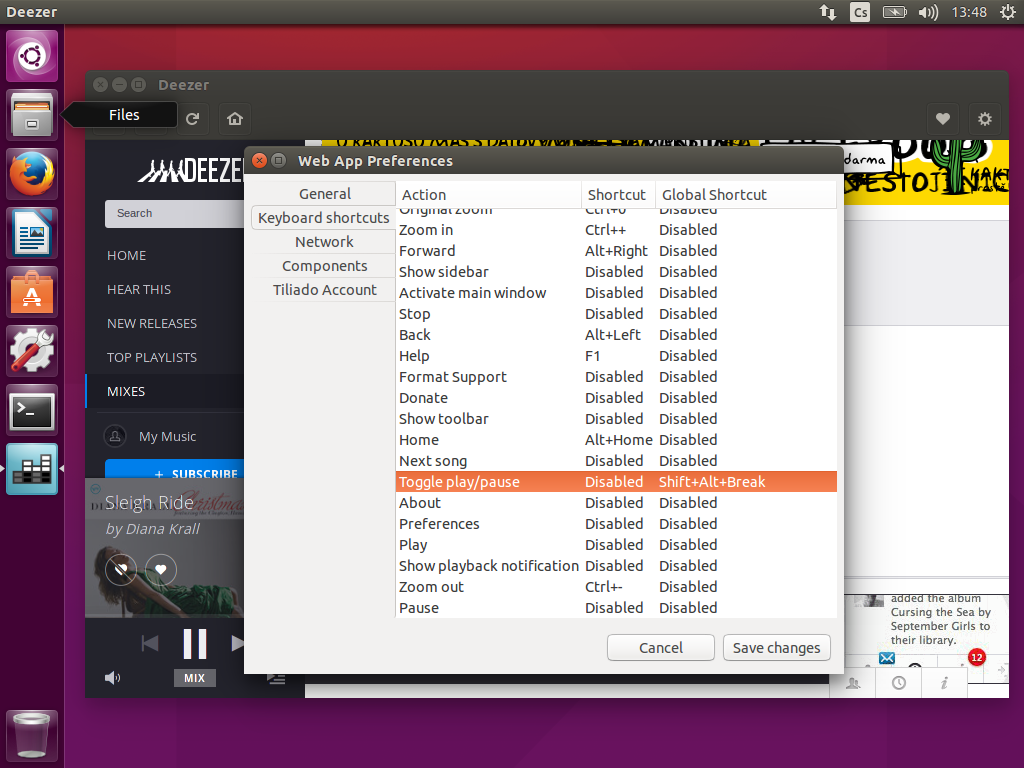 Deezer
Cs
13:48
Deezer
Files
DEEZER
darma
Web App Preferences
Search
HOME
HEAR THIS
NEW RELEASES
TOP PLAYLISTS
MIXES
My Music
+ SUBSCRIBE
Sleigh Ride
by Diana Krall
MIX
General
Keyboard shortcuts
Network
Components
Tiliado Account
Action Shortcut Global Shortcut
Original zoom Ctrl+0 Disabled
Zoom in Ctrl++ Disabled
Forward Alt+Right Disabled
Show sidebar Disabled Disabled
Activate main window Disabled Disabled
Stop Disabled Disabled
Back Alt+Left Disabled
Help F1 Disabled
Format Support Disabled Disabled
Donate Disabled Disabled
Show toolbar Disabled Disabled
Home Alt+Home Disabled
Next song Disabled Disabled
Toggle play/pause Disabled Shift+Alt+Break
About Disabled Disabled
Preferences Disabled Disabled
Play Disabled Disabled
Show playback notification Disabled Disabled
Zoom out Ctrl+- Disabled
Pause Disabled Disabled
Cancel Save changes
added the album
Cursing the Sea by
September Girls to
their library.
12